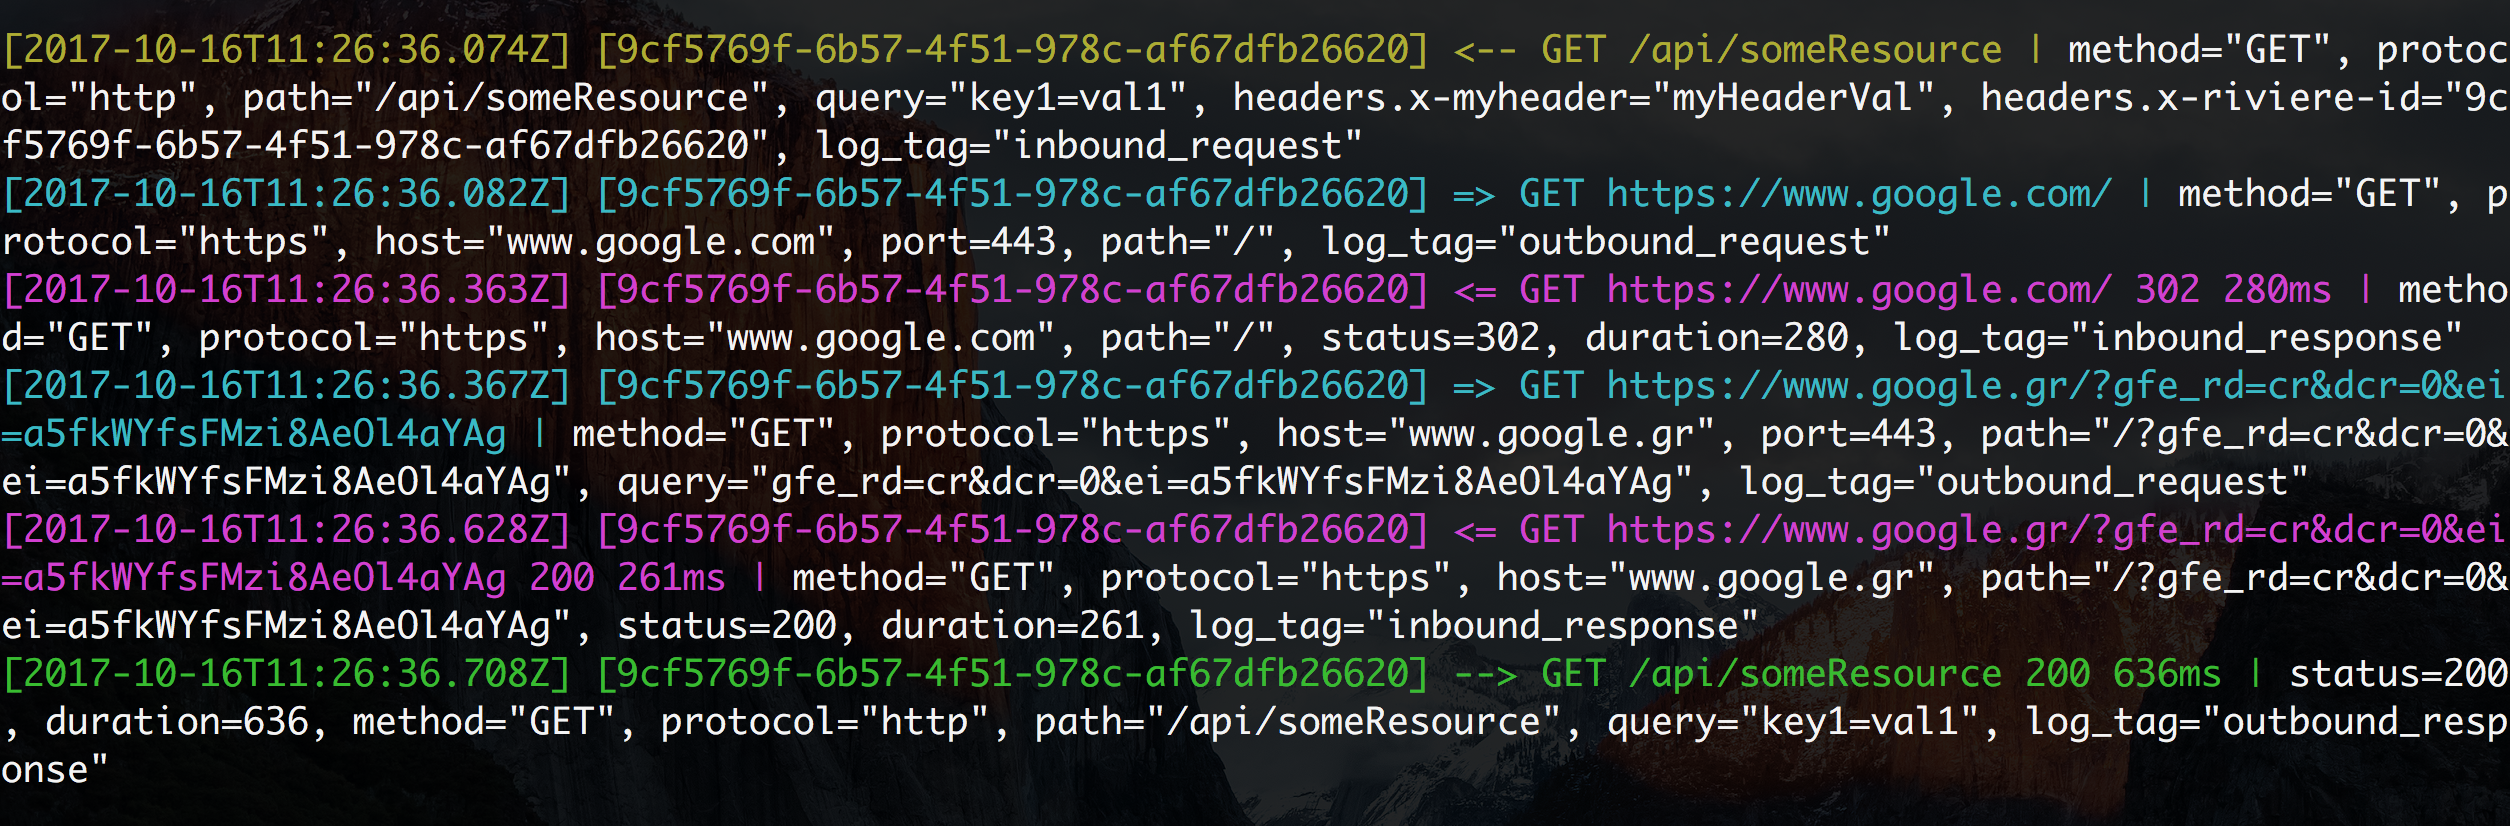 [2017-10-16T11:26:36.074Z] [9cf5769f-6b57-4f51-978c-af67dfb26620] <-- GET /api/someResource | method="GET", protoc
ol="http", path="/api/someResource", query="key1=val1", headers.x-myheader="myHeaderVal", headers.x-riviere-id="9c
f5769f-6b57-4f51-978c-af67dfb26620", log_tag="inbound_request"
[2017-10-16T11:26:36.082Z] [9cf5769f-6b57-4f51-978c-af67dfb26620] => GET https://www.google.com/ | method="GET", p
rotocol="https", host="www.google.com", port=443, path="/", log_tag="outbound_request"
[2017-10-16T11:26:36.363Z] [9cf5769f-6b57-4f51-978c-af67dfb26620] <= GET https://www.google.com/ 302 280ms | metho
d="GET", protocol="https", host="www.google.com", path="/", status=302, duration=280, log_tag="inbound_response"
[2017-10-16T11:26:36.367Z] [9cf5769f-6b57-4f51-978c-af67dfb26620] => GET https://www.google.gr/?gfe_rd=cr&dcr=0&ei
=a5fkWYfsFMzi8AeOl4aYAg | method="GET", protocol="https", host="www.google.gr", port=443, path="/?gfe_rd=cr&dcr=0&
ei=a5fkWYfsFMzi8AeOl4aYAg", query="gfe_rd=cr&dcr=0&ei=a5fkWYfsFMzi8AeOl4aYAg", log_tag="outbound_request"
[2017-10-16T11:26:36.628Z] [9cf5769f-6b57-4f51-978c-af67dfb26620] <= GET https://www.google.gr/?gfe_rd=cr&dcr=0&ei
=a5fkWYfsFMzi8AeOl4aYAg 200 261ms | method="GET", protocol="https", host="www.google.gr", path="/?gfe_rd=cr&dcr=0&
ei=a5fkWYfsFMzi8AeOl4aYAg", status=200, duration=261, log_tag="inbound_response"
[2017-10-16T11:26:36.708Z] [9cf5769f-6b57-4f51-978c-af67dfb26620] --> GET /api/someResource 200 636ms | status=200
, duration=636, method="GET", protocol="http", path="/api/someResource", query="key1=val1", log_tag="outbound_resp
onse"